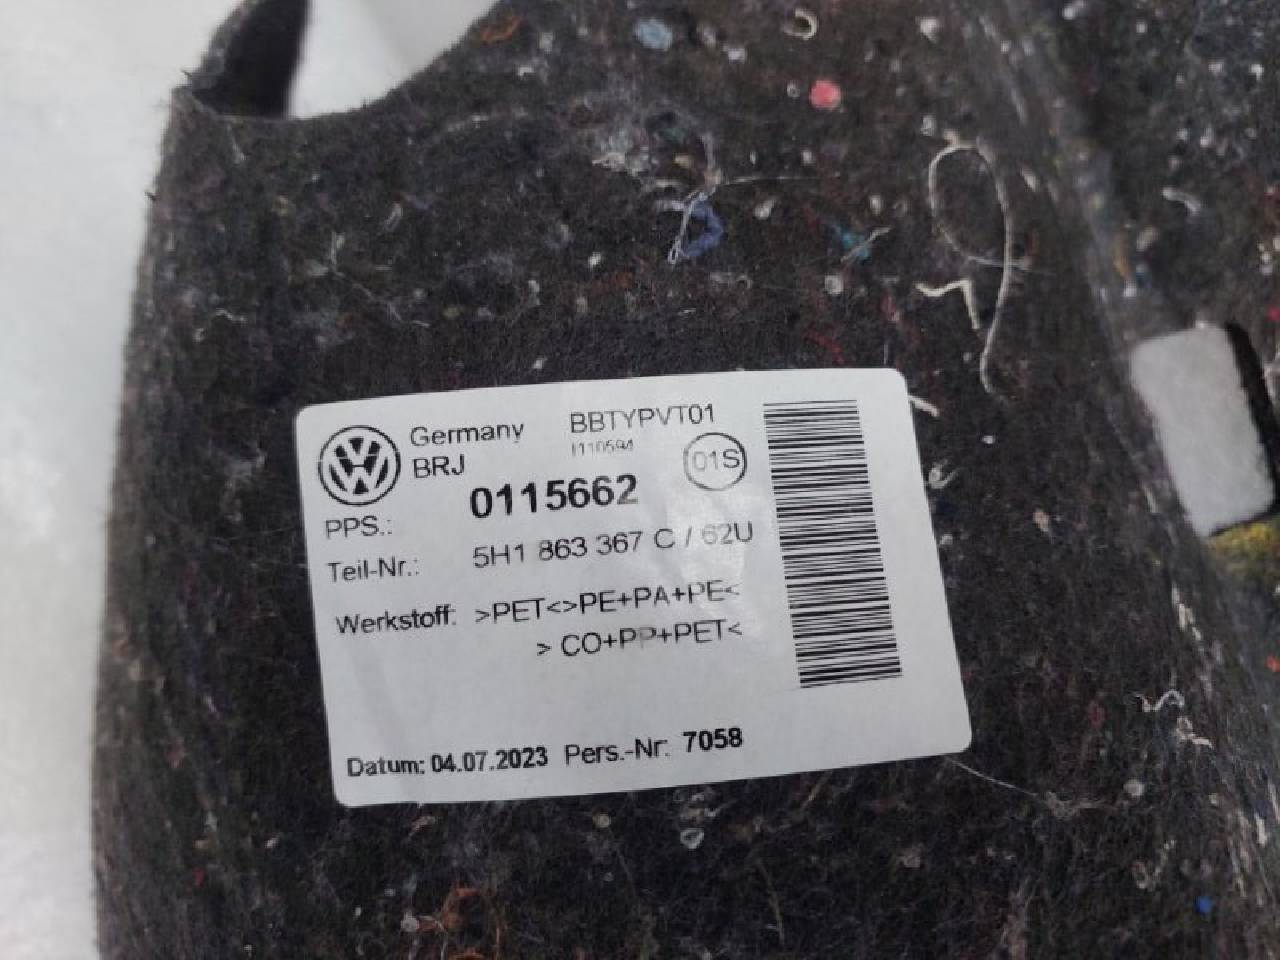 Germany BBTYPVT01
BRJ I110594 01S
PPS.: 0115662
Teil-Nr.: 5H1 863 367 C / 62U
Werkstoff: >PET<>PE+PA+PE<
> CO+PP+PET<
Datum: 04.07.2023 Pers.-Nr: 7058